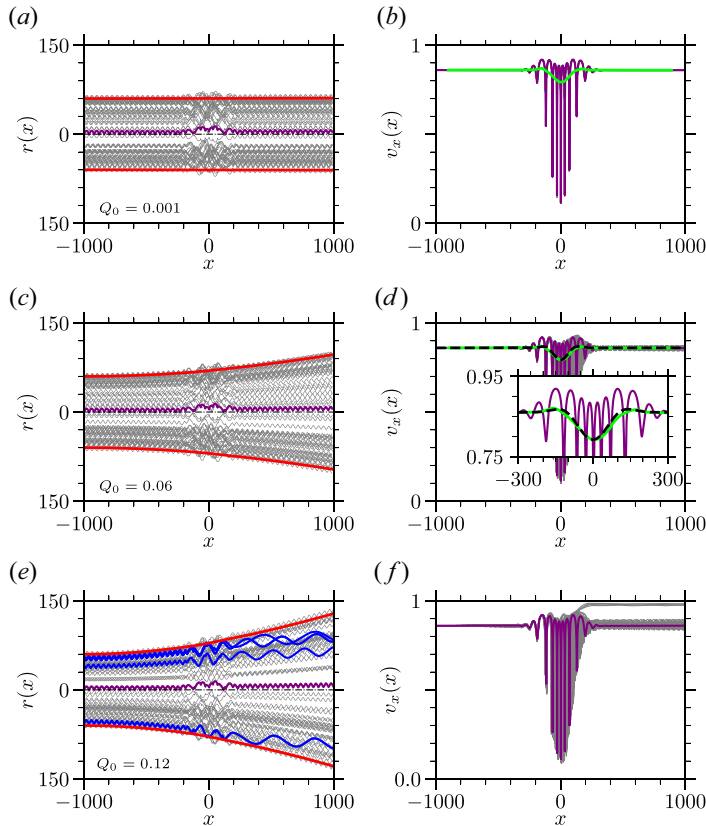 (a)
150
r(x)
0
150
Q₀ = 0.001
−1000
0
1000
x
(b)
1
vₓ(x)
0
−1000
0
1000
x
(c)
150
r(x)
0
150
Q₀ = 0.06
−1000
0
1000
x
(d)
1
vₓ(x)
0.95
0.75
−300
0
300
0
−1000
0
1000
x
(e)
150
r(x)
0
150
Q₀ = 0.12
−1000
0
1000
x
(f)
1
vₓ(x)
0.0
−1000
0
1000
x